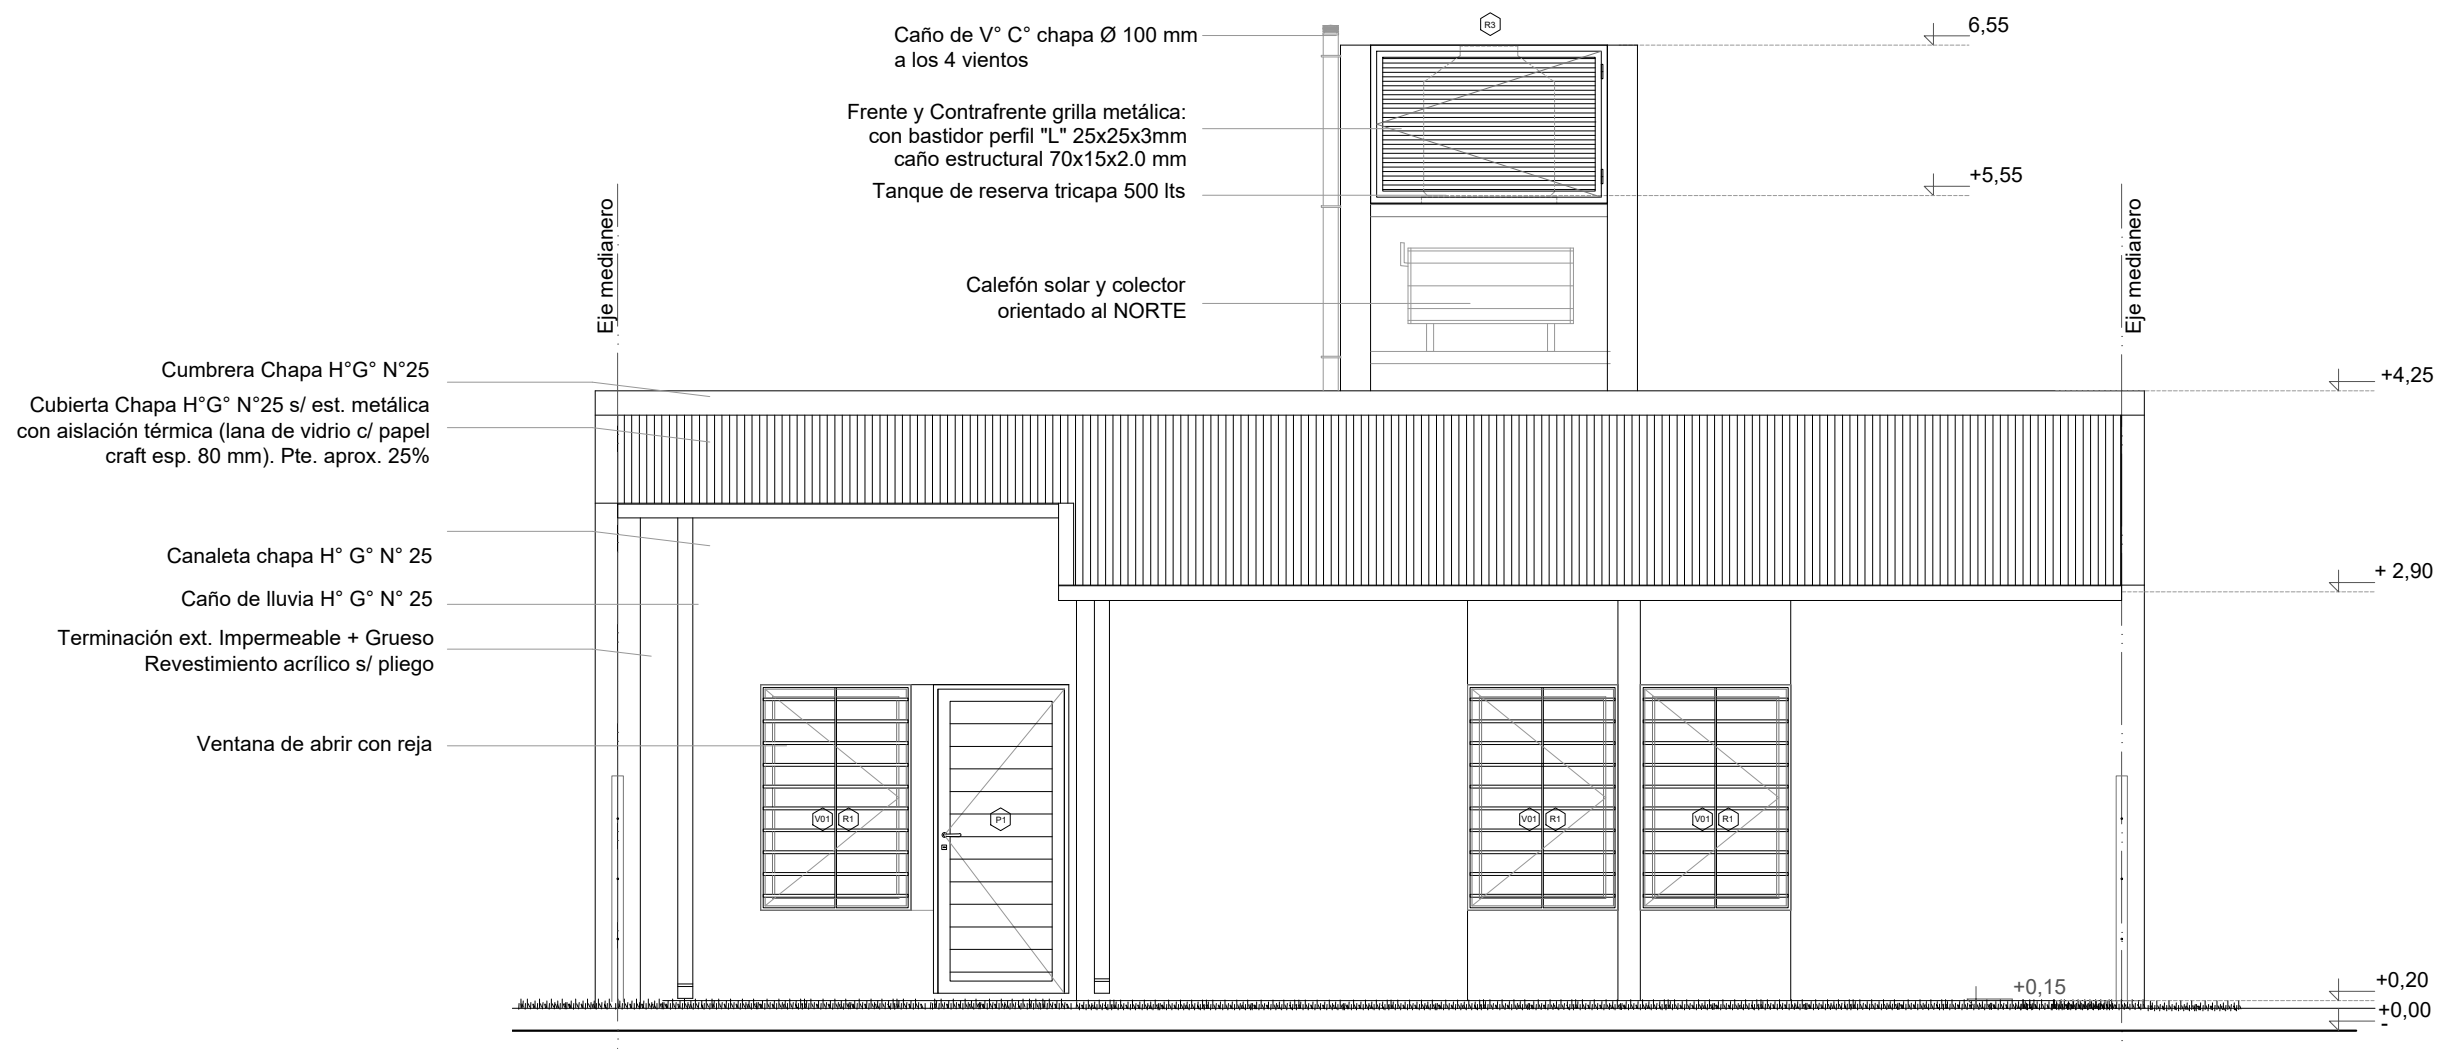 Caño de V° C° chapa Ø 100 mm
a los 4 vientos
R3
6,55
Frente y Contrafrente grilla metálica:
con bastidor perfil "L" 25x25x3mm
caño estructural 70x15x2.0 mm
Tanque de reserva tricapa 500 lts
+5,55
Eje medianero
Eje medianero
Calefón solar y colector
orientado al NORTE
Cumbrera Chapa H°G° N°25
+4,25
Cubierta Chapa H°G° N°25 s/ est. metálica
con aislación térmica (lana de vidrio c/ papel
craft esp. 80 mm). Pte. aprox. 25%
Canaleta chapa H° G° N° 25
+ 2,90
Caño de lluvia H° G° N° 25
Terminación ext. Impermeable + Grueso
Revestimiento acrílico s/ pliego
Ventana de abrir con reja
V01 R1
P1
V01 R1
V01 R1
+0,15
+0,20
+0,00
-